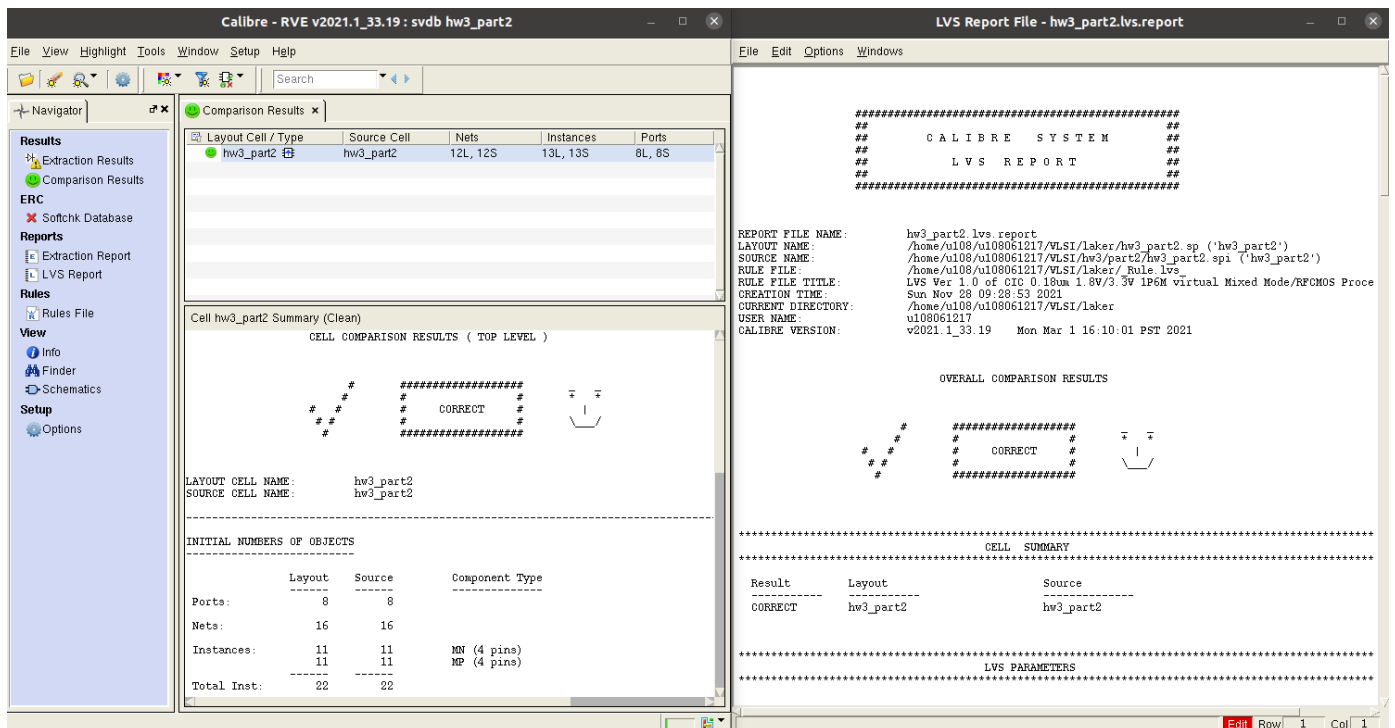 Calibre - RVE v2021.1_33.19 : svdb hw3_part2
File View Highlight Tools Window Setup Help
Search
Navigator
Results
Extraction Results
Comparison Results
ERC
Softchk Database
Reports
Extraction Report
LVS Report
Rules
Rules File
View
Info
Finder
Schematics
Setup
Options
Comparison Results
Layout Cell / Type Source Cell Nets Instances Ports
hw3_part2 hw3_part2 12L, 12S 13L, 13S 8L, 8S
Cell hw3_part2 Summary (Clean)
CELL COMPARISON RESULTS ( TOP LEVEL )
# ###################
# # #
# # # CORRECT #
# # # #
# ###################
LAYOUT CELL NAME: hw3_part2
SOURCE CELL NAME: hw3_part2
INITIAL NUMBERS OF OBJECTS
Layout Source Component Type
Ports: 8 8
Nets: 16 16
Instances: 11 11 MN (4 pins)
11 11 MP (4 pins)
Total Inst: 22 22
LVS Report File - hw3_part2.lvs.report
File Edit Options Windows
##################################################
## ##
## C A L I B R E S Y S T E M ##
## ##
## L V S R E P O R T ##
## ##
##################################################
REPORT FILE NAME: hw3_part2.lvs.report
LAYOUT NAME: /home/u108/u108061217/VLSI/laker/hw3_part2.sp ('hw3_part2')
SOURCE NAME: /home/u108/u108061217/VLSI/hw3/part2/hw3_part2.spi ('hw3_part2')
RULE FILE: /home/u108/u108061217/VLSI/laker/_Rule.lvs_
RULE FILE TITLE: LVS Ver 1.0 of CIC 0.18um 1.8V/3.3V 1P6M virtual Mixed Mode/RFCMOS Proce
CREATION TIME: Sun Nov 28 09:28:53 2021
CURRENT DIRECTORY: /home/u108/u108061217/VLSI/laker
USER NAME: u108061217
CALIBRE VERSION: v2021.1_33.19 Mon Mar 1 16:10:01 PST 2021
OVERALL COMPARISON RESULTS
# ###################
# # #
# # # CORRECT #
# # # #
# ###################
CELL SUMMARY
Result Layout Source
CORRECT hw3_part2 hw3_part2
LVS PARAMETERS
Edit Row 1 Col 1